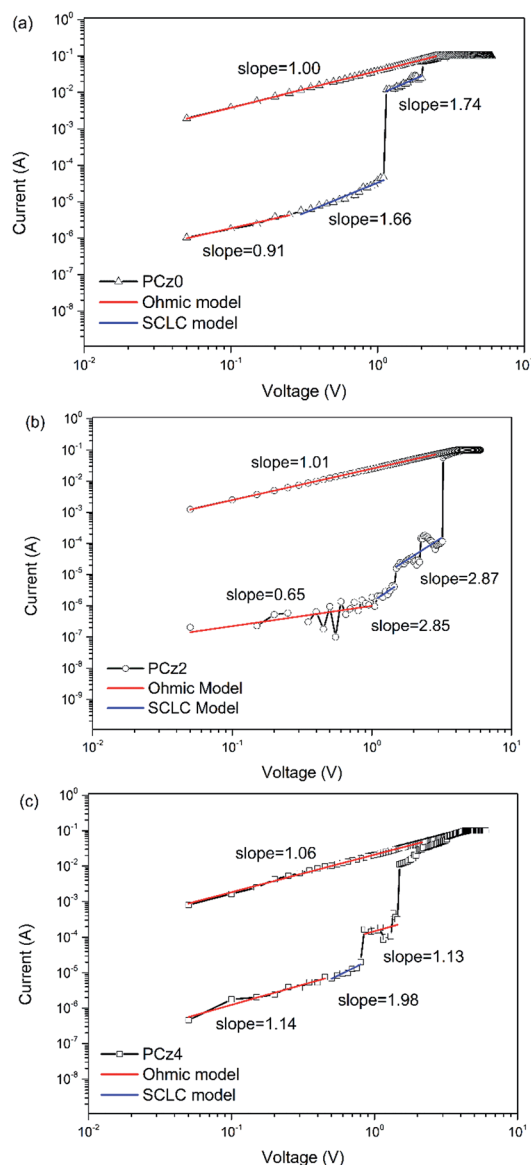 (a)
10⁰
10⁻¹
10⁻²
10⁻³
10⁻⁴
10⁻⁵
10⁻⁶
10⁻⁷
10⁻⁸
Current (A)
slope=1.00
slope=1.74
slope=1.66
slope=0.91
PCz0
Ohmic model
SCLC model
10⁻² 10⁻¹ 10⁰ 10¹
Voltage (V)
(b)
10⁰
10⁻¹
10⁻²
10⁻³
10⁻⁴
10⁻⁵
10⁻⁶
10⁻⁷
10⁻⁸
10⁻⁹
Current (A)
slope=1.01
slope=0.65
slope=2.87
slope=2.85
PCz2
Ohmic Model
SCLC Model
10⁻² 10⁻¹ 10⁰ 10¹
Voltage (V)
(c)
10⁰
10⁻¹
10⁻²
10⁻³
10⁻⁴
10⁻⁵
10⁻⁶
10⁻⁷
10⁻⁸
Current (A)
slope=1.06
slope=1.13
slope=1.98
slope=1.14
PCz4
Ohmic model
SCLC model
10⁻² 10⁻¹ 10⁰ 10¹
Voltage (V)